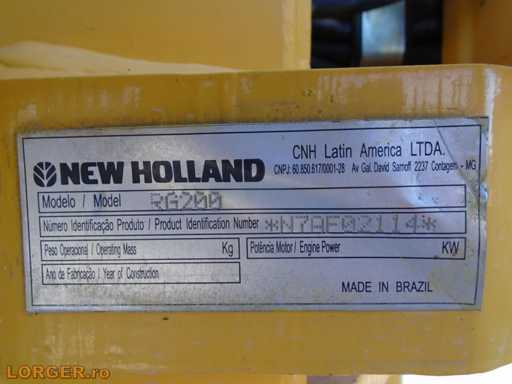 NEW HOLLAND
CNH Latin America LTDA.
CNPJ: 60.850.617/0001-28 Av Gal. David Sarnoff 2237 Contagem - MG
Modelo / Model RG200
Número Identificação Produto / Product Identification Number *N7AF02114*
Peso Operacional / Operating Mass Kg
Potência Motor / Engine Power KW
Ano de Fabricação / Year of Construction
MADE IN BRAZIL
LORGER.ro